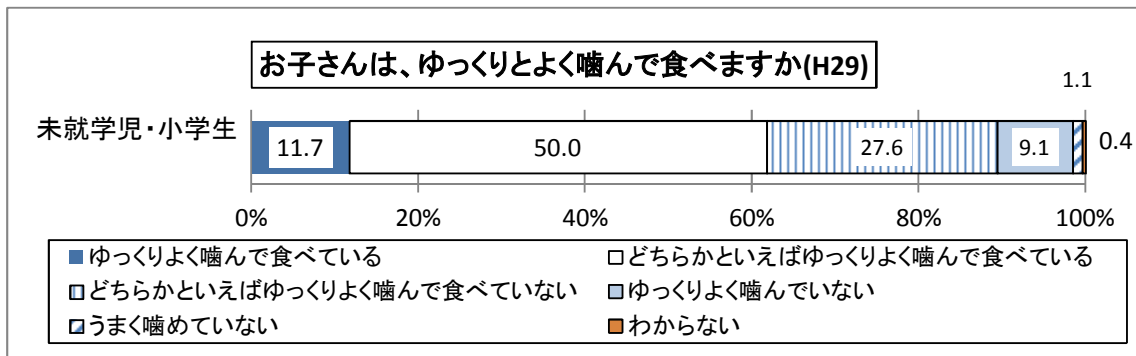 お子さんは、ゆっくりとよく噛んで食べますか(H29)
1.1
未就学児・小学生
11.7
50.0
27.6
9.1
0.4
0%
20%
40%
60%
80%
100%
ゆっくりよく噛んで食べている
どちらかといえばゆっくりよく噛んで食べている
どちらかといえばゆっくりよく噛んで食べていない
ゆっくりよく噛んでいない
うまく噛めていない
わからない